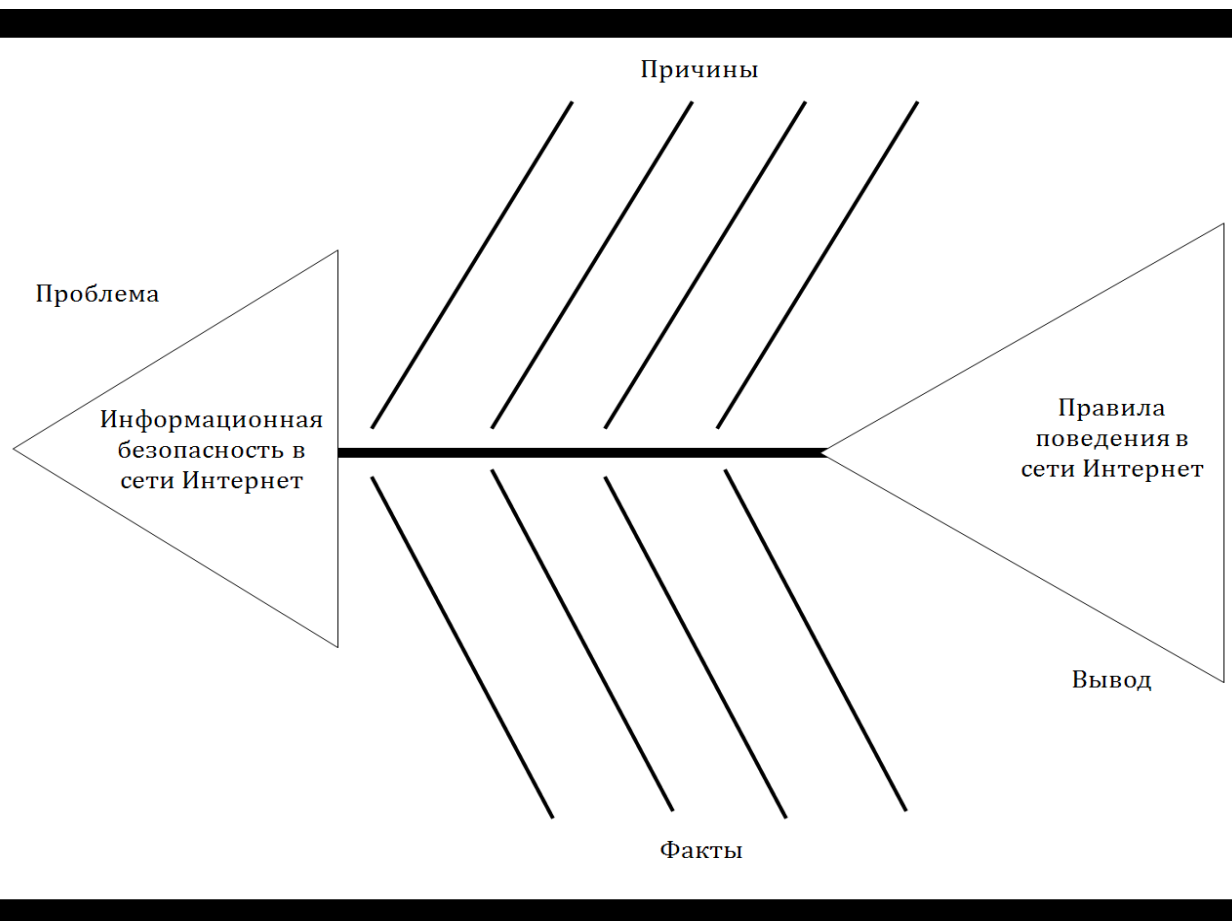 Причины
Проблема
Информационная
безопасность в
сети Интернет
Правила
поведения в
сети Интернет
Вывод
Факты